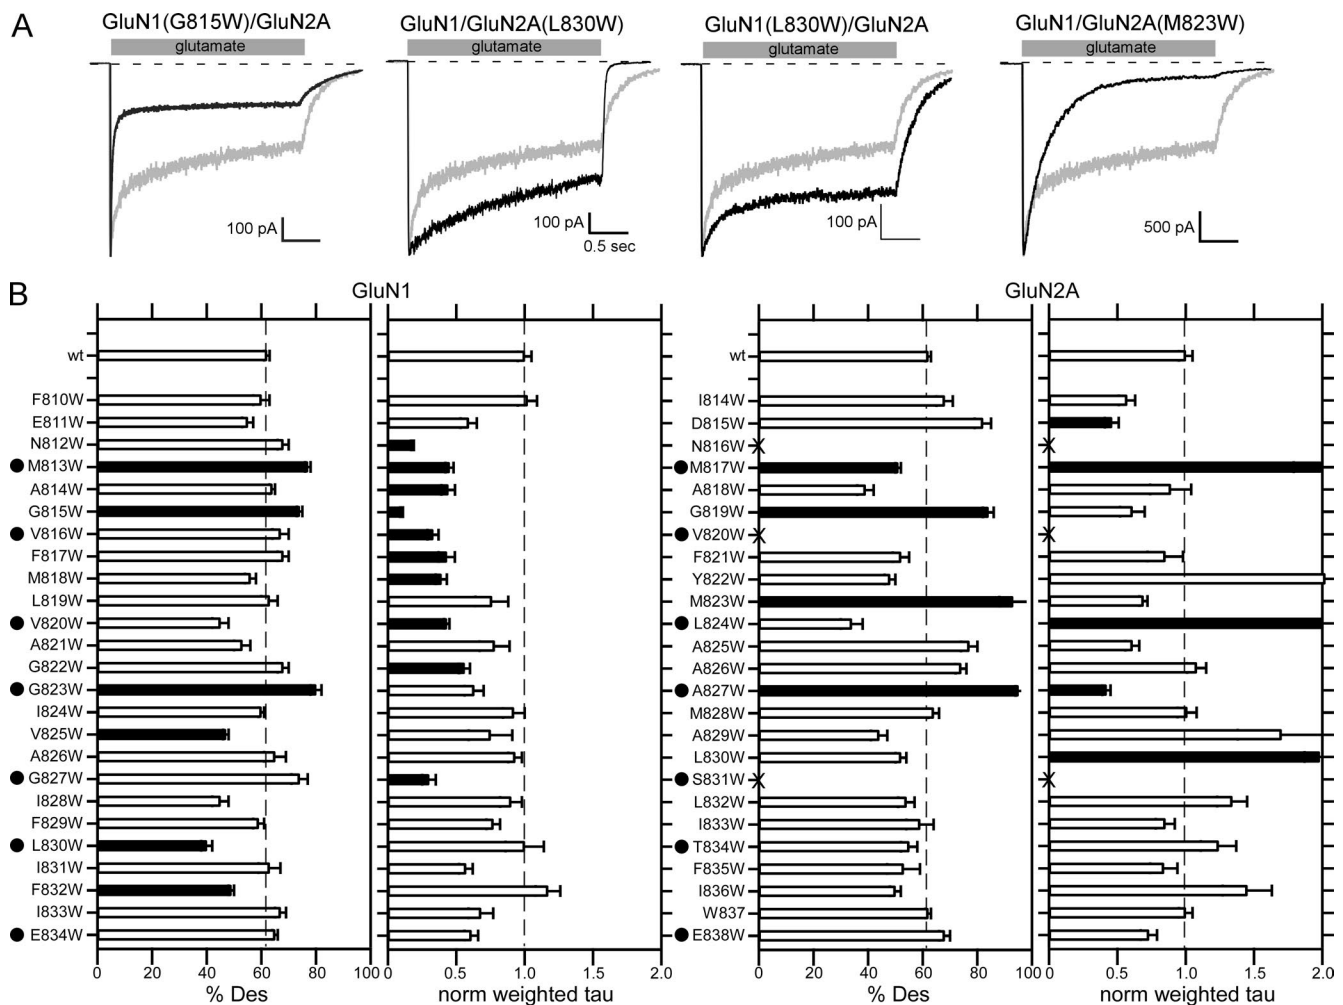 A
GluN1(G815W)/GluN2A
GluN1/GluN2A(L830W)
GluN1(L830W)/GluN2A
GluN1/GluN2A(M823W)
glutamate
glutamate
glutamate
glutamate
100 pA
100 pA
0.5 sec
100 pA
500 pA
B
GluN1
GluN2A
wt
F810W
E811W
N812W
M813W
A814W
G815W
V816W
F817W
M818W
L819W
V820W
A821W
G822W
G823W
I824W
V825W
A826W
G827W
I828W
F829W
L830W
I831W
F832W
I833W
E834W
0 20 40 60 80 100
% Des
0 0.5 1.0 1.5 2.0
norm weighted tau
wt
I814W
D815W
N816W
M817W
A818W
G819W
V820W
F821W
Y822W
M823W
L824W
A825W
A826W
A827W
M828W
A829W
L830W
S831W
L832W
I833W
T834W
F835W
I836W
W837
E838W
0 20 40 60 80 100
% Des
0 0.5 1.0 1.5 2.0
norm weighted tau